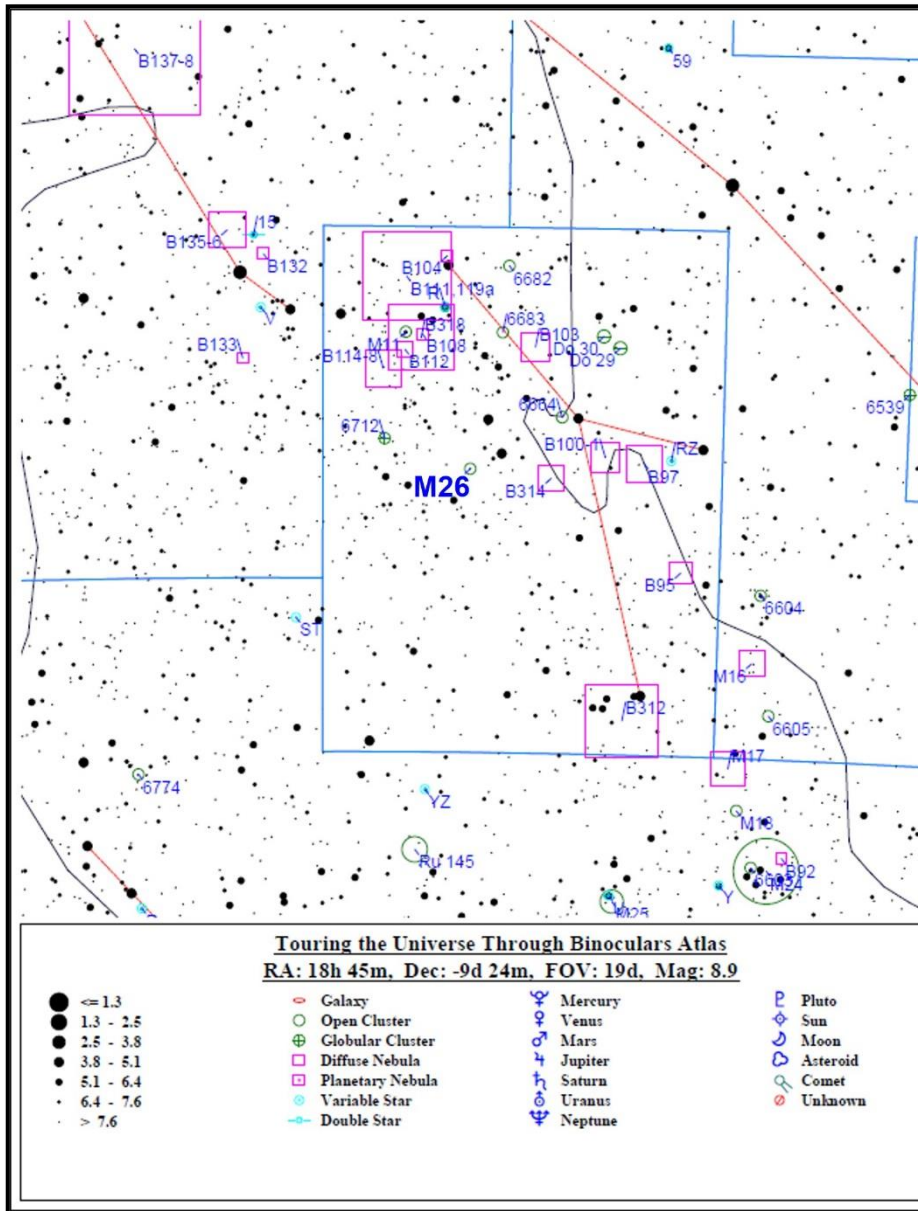 59
B137-8
15
B135-6
B132
B104
6682
B111,119a
R
V
6683
B103
B318
M11
B108
Do 30
Do 29
B133
B114-8
B112
6539
6664
6712
B100-1
RZ
M26
B314
B97
B95
6604
ST
M16
B312
6605
M17
6774
YZ
M18
Ru 145
B92
M24
Y
M25
Touring the Universe Through Binoculars Atlas
RA: 18h 45m, Dec: -9d 24m, FOV: 19d, Mag: 8.9
<= 1.3 Galaxy Mercury Pluto
1.3 - 2.5 Open Cluster Venus Sun
2.5 - 3.8 Globular Cluster Mars Moon
3.8 - 5.1 Diffuse Nebula Jupiter Asteroid
5.1 - 6.4 Planetary Nebula Saturn Comet
6.4 - 7.6 Variable Star Uranus Unknown
> 7.6 Double Star Neptune